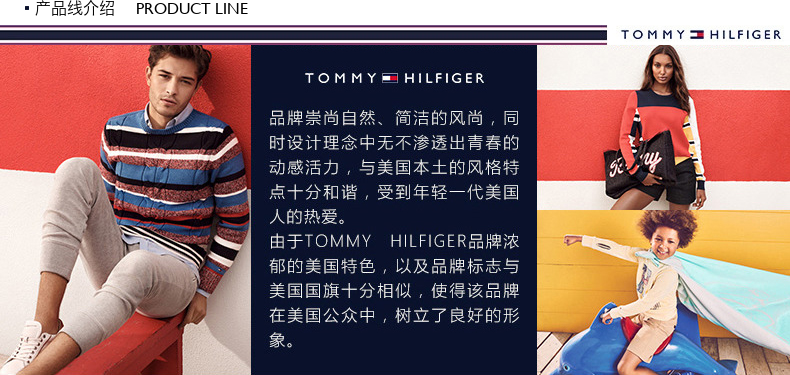 产品线介绍 PRODUCT LINE
TOMMY HILFIGER
TOMMY HILFIGER
品牌崇尚自然、简洁的风尚，同
时设计理念中无不渗透出青春的
动感活力，与美国本土的风格特
点十分和谐，受到年轻一代美国
人的热爱。
由于TOMMY HILFIGER品牌浓
郁的美国特色，以及品牌标志与
美国国旗十分相似，使得该品牌
在美国公众中，树立了良好的形
象。